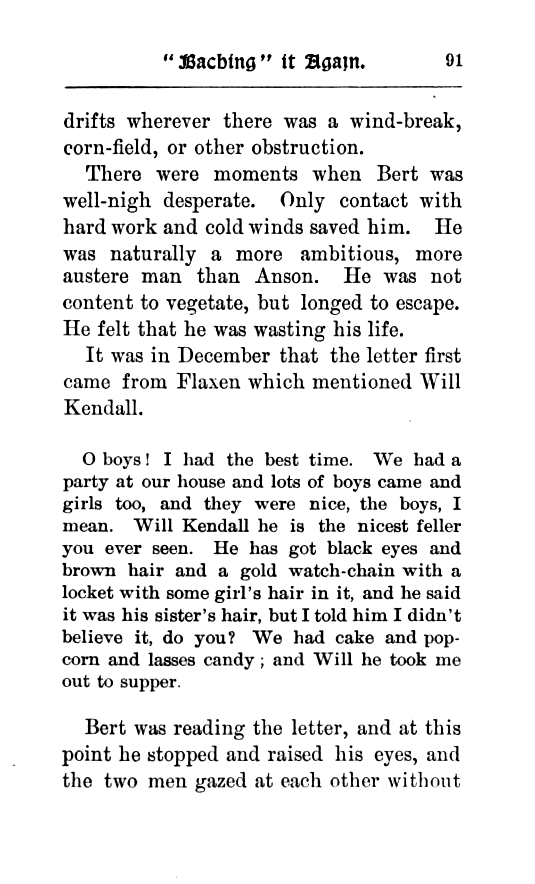 "Baching" it Again. 91
drifts wherever there was a wind-break,
corn-field, or other obstruction.
There were moments when Bert was
well-nigh desperate. Only contact with
hard work and cold winds saved him. He
was naturally a more ambitious, more
austere man than Anson. He was not
content to vegetate, but longed to escape.
He felt that he was wasting his life.
It was in December that the letter first
came from Flaxen which mentioned Will
Kendall.
O boys! I had the best time. We had a
party at our house and lots of boys came and
girls too, and they were nice, the boys, I
mean. Will Kendall he is the nicest feller
you ever seen. He has got black eyes and
brown hair and a gold watch-chain with a
locket with some girl's hair in it, and he said
it was his sister's hair, but I told him I didn't
believe it, do you? We had cake and pop-
corn and lasses candy; and Will he took me
out to supper.
Bert was reading the letter, and at this
point he stopped and raised his eyes, and
the two men gazed at each other without